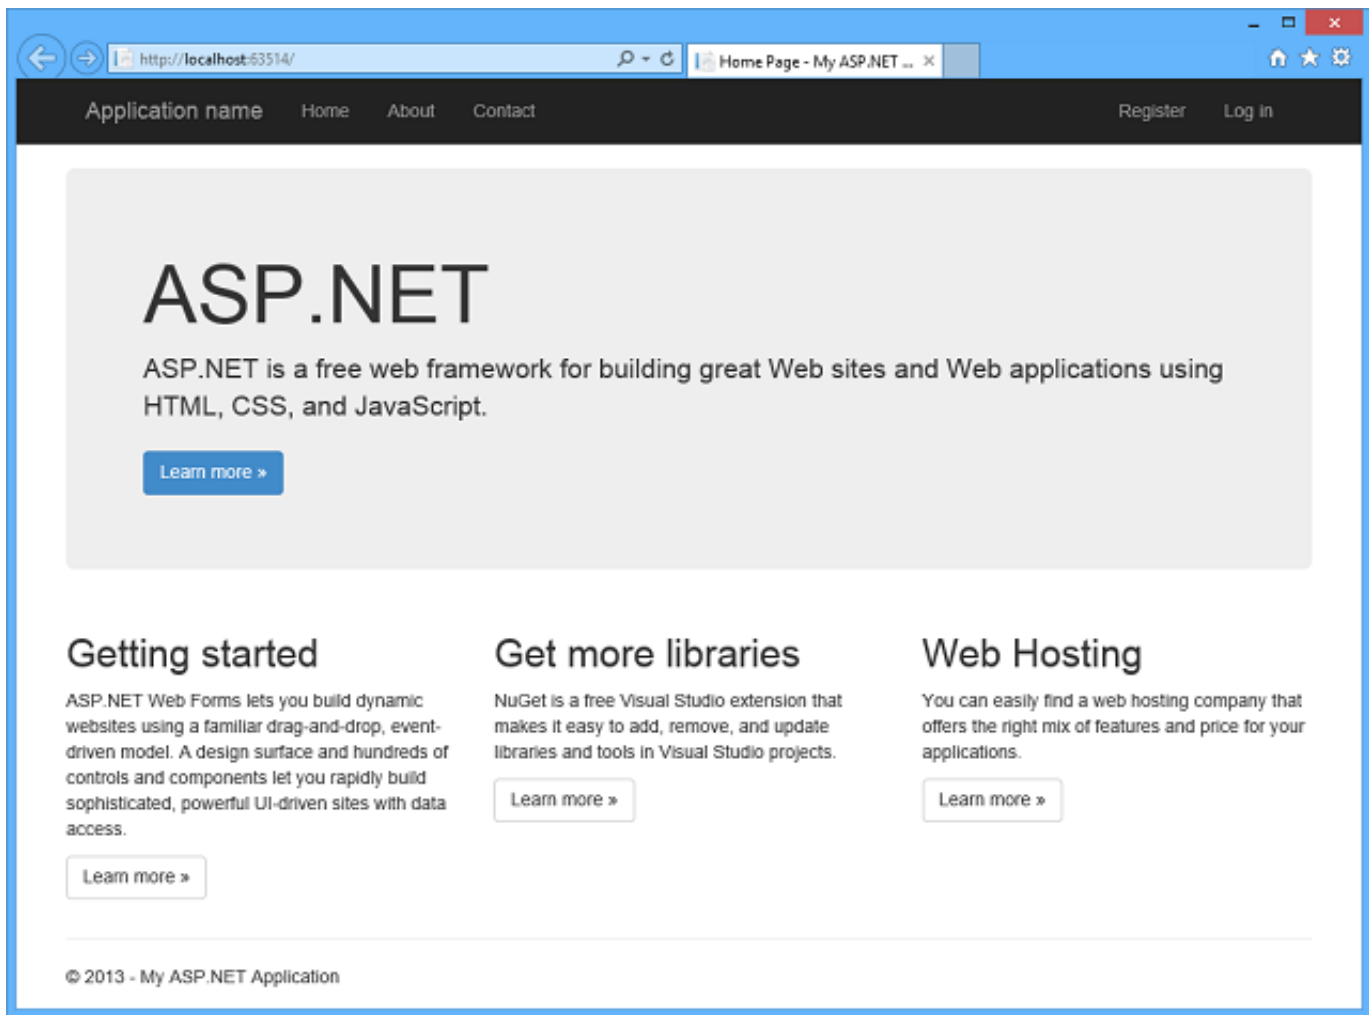 http://localhost:63514/
Home Page - My ASP.NET ...
Application name Home About Contact Register Log in
ASP.NET
ASP.NET is a free web framework for building great Web sites and Web applications using
HTML, CSS, and JavaScript.
Learn more »
Getting started
ASP.NET Web Forms lets you build dynamic
websites using a familiar drag-and-drop, event-
driven model. A design surface and hundreds of
controls and components let you rapidly build
sophisticated, powerful UI-driven sites with data
access.
Learn more »
Get more libraries
NuGet is a free Visual Studio extension that
makes it easy to add, remove, and update
libraries and tools in Visual Studio projects.
Learn more »
Web Hosting
You can easily find a web hosting company that
offers the right mix of features and price for your
applications.
Learn more »
© 2013 - My ASP.NET Application